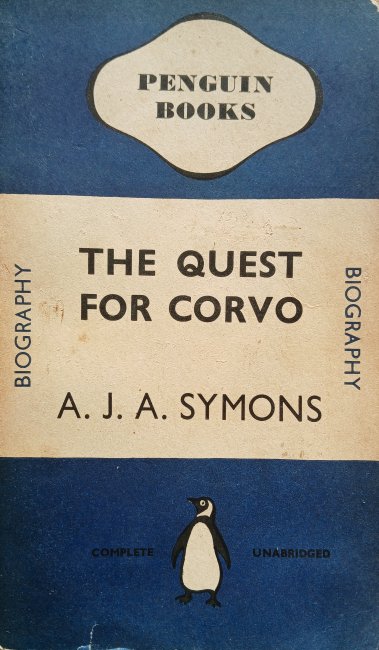 PENGUIN
BOOKS
THE QUEST
FOR CORVO
BIOGRAPHY
BIOGRAPHY
A. J. A. SYMONS
COMPLETE UNABRIDGED